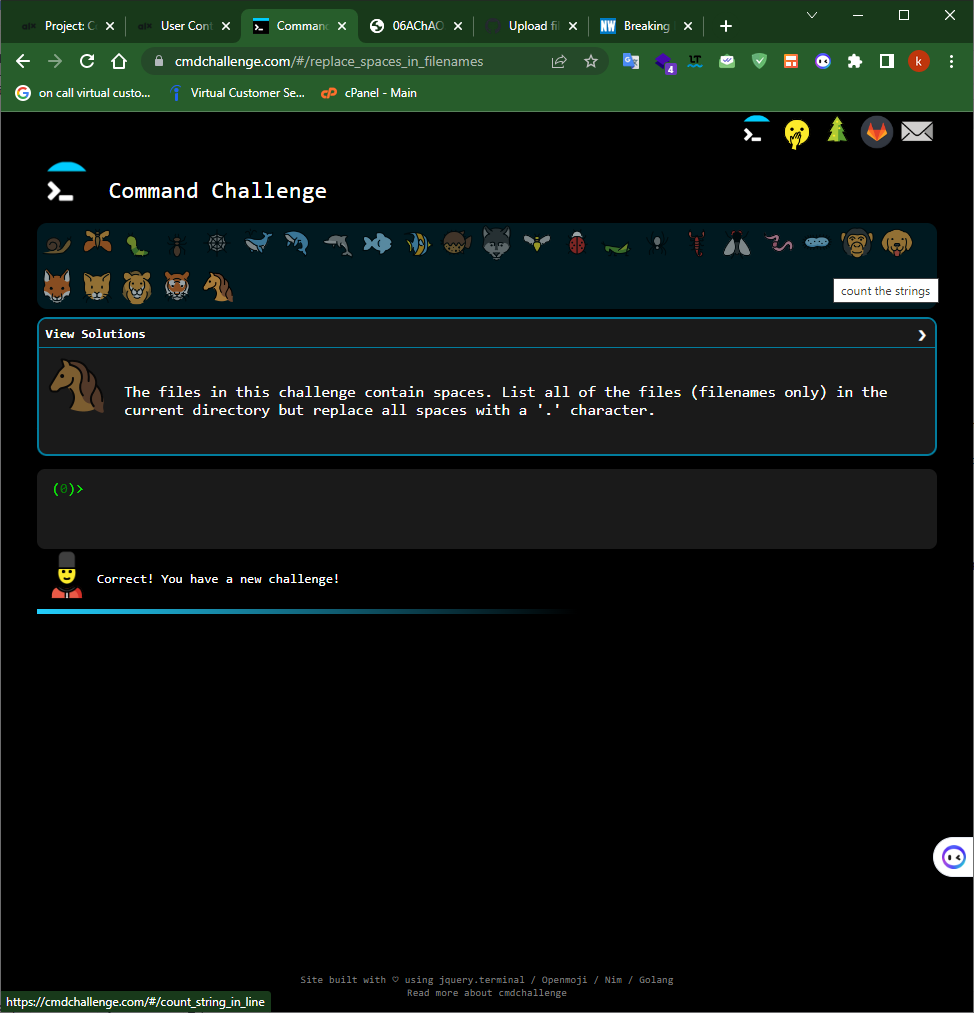 Project: C
User Cont
Command
06AChAO
Upload fil
Breaking
cmdchallenge.com/#/replace_spaces_in_filenames
4
k
on call virtual custo...
Virtual Customer Se...
cPanel - Main
Command Challenge
count the strings
View Solutions
The files in this challenge contain spaces. List all of the files (filenames only) in the
current directory but replace all spaces with a '.' character.
(0)>
Correct! You have a new challenge!
Site built with ♡ using jquery.terminal / Openmoji / Nim / Golang
Read more about cmdchallenge
https://cmdchallenge.com/#/count_string_in_line